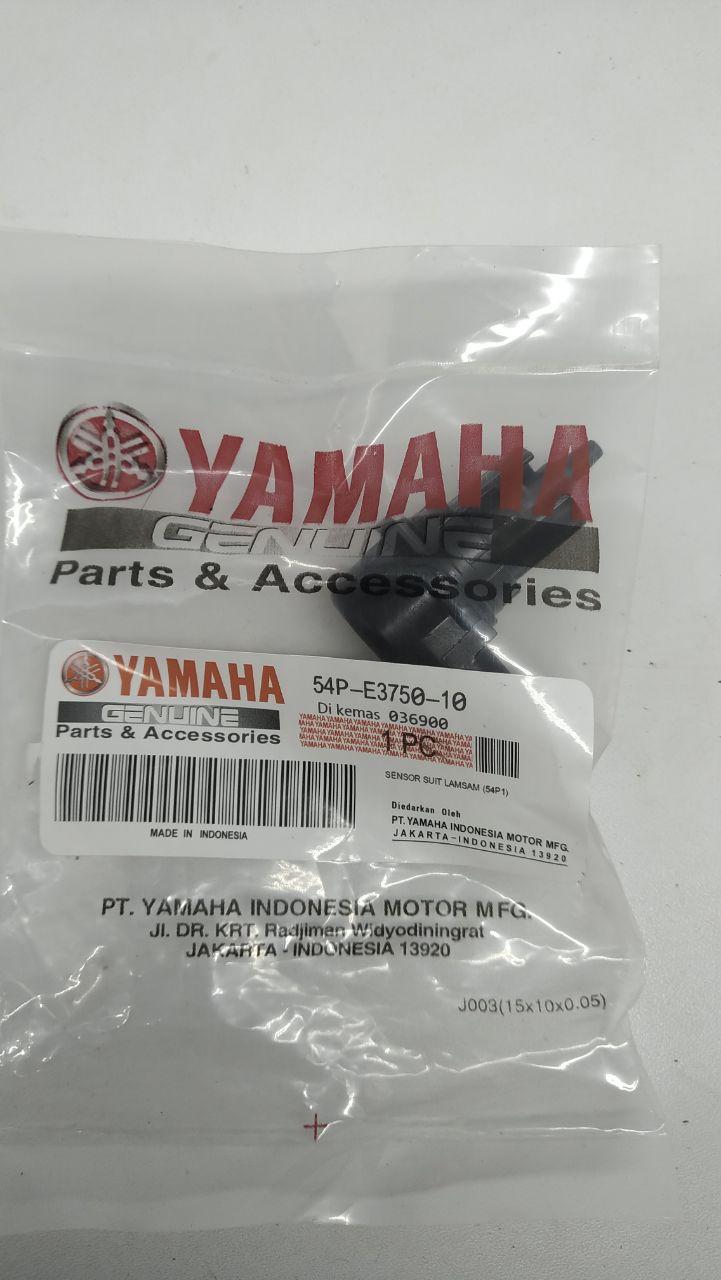 YAMAHA
GENUINE
Parts & Accessories
YAMAHA
GENUINE
Parts & Accessories
MADE IN INDONESIA
54P-E3750-10
Di kemas 036900
1 PC
SENSOR SUIT LAMSAM (54P1)
Diedarkan Oleh
PT. YAMAHA INDONESIA MOTOR MFG.
JAKARTA-INDONESIA 13920
PT. YAMAHA INDONESIA MOTOR MFG.
Jl. DR. KRT. Radjiman Widyodiningrat
JAKARTA - INDONESIA 13920
J003(15x10x0.05)